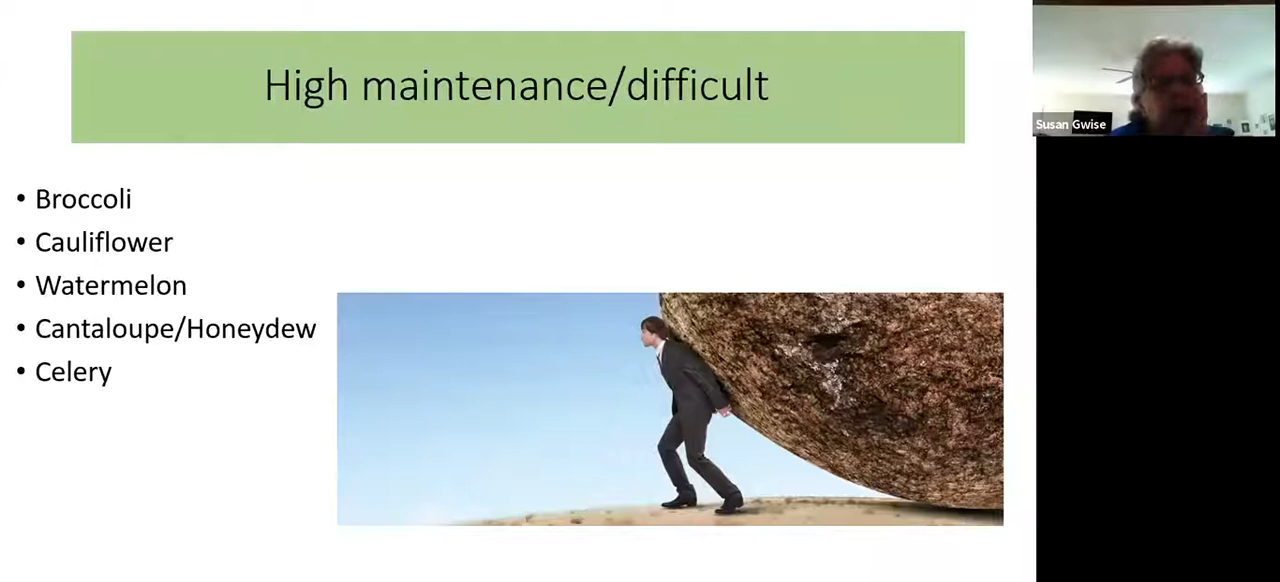 High maintenance/difficult
• Broccoli
• Cauliflower
• Watermelon
• Cantaloupe/Honeydew
• Celery
Susan Gwise